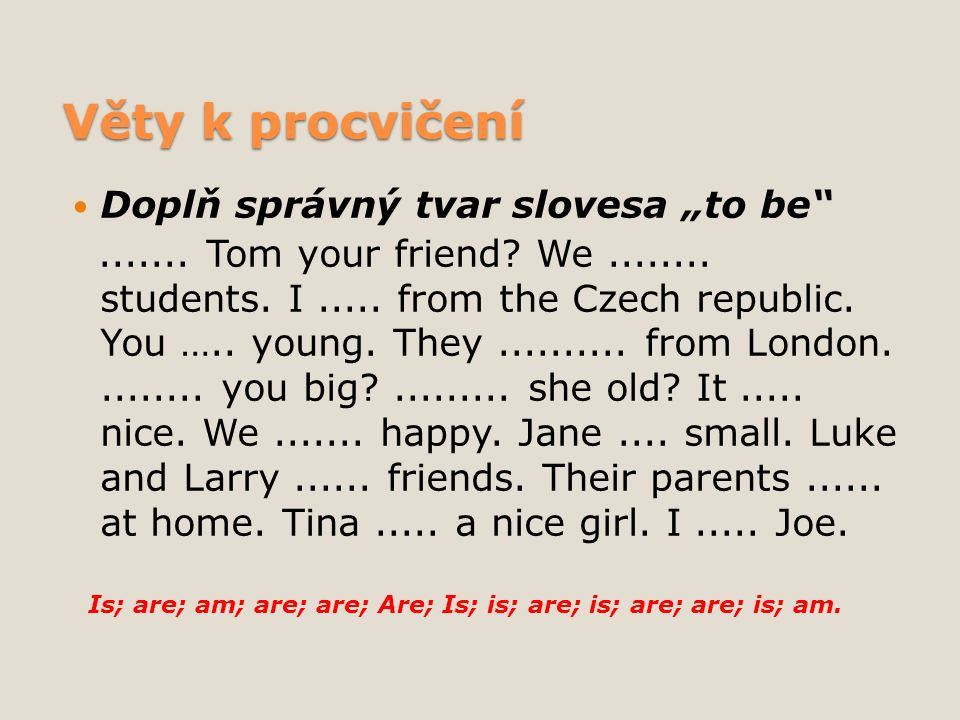 Věty k procvičení
Doplň správný tvar slovesa „to be“
....... Tom your friend? We ........
students. I ..... from the Czech republic.
You ….. young. They .......... from London.
........ you big? ......... she old? It .....
nice. We ....... happy. Jane .... small. Luke
and Larry ...... friends. Their parents ......
at home. Tina ..... a nice girl. I ..... Joe.
Is; are; am; are; are; Are; Is; is; are; is; are; are; is; am.